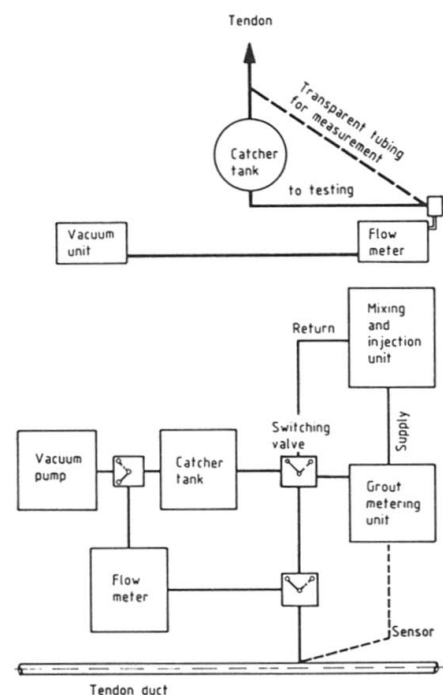 Tendon
Transparent tubing
for measurement
Catcher
tank
to testing
Vacuum
unit
Flow
meter
Mixing
and
injection
unit
Return
Supply
Switching
valve
Vacuum
pump
Catcher
tank
Grout
metering
unit
Flow
meter
Sensor
Tendon duct